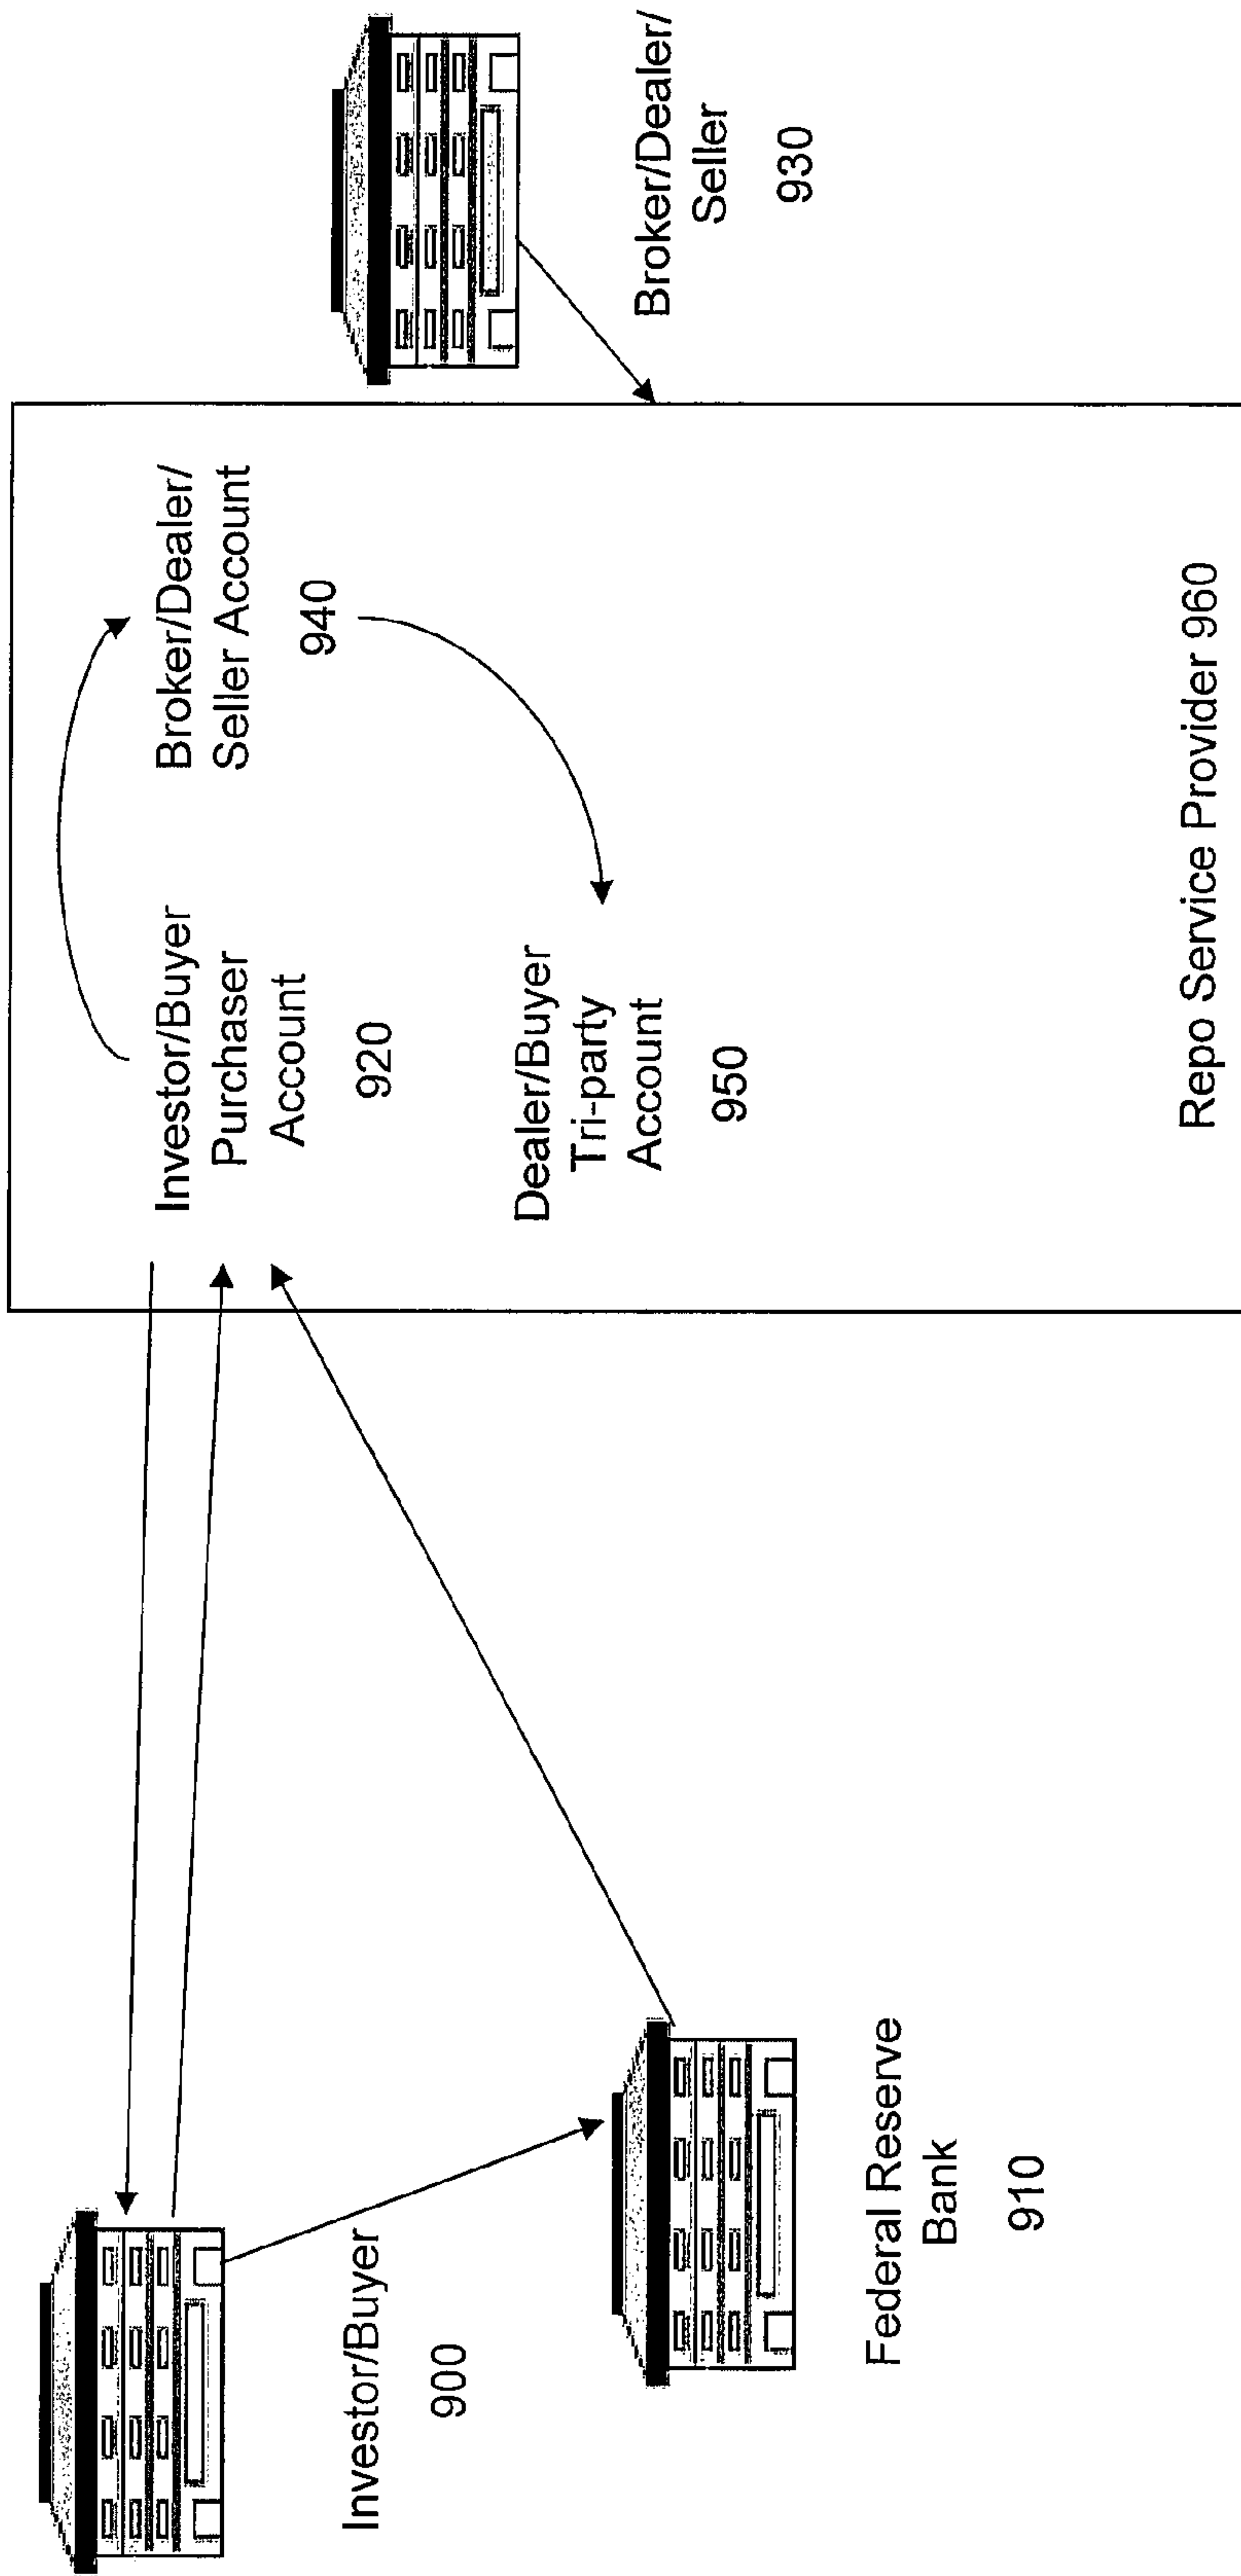 Investor/Buyer
900
Federal Reserve
Bank
910
Investor/Buyer
Purchaser
Account
920
Broker/Dealer/
Seller Account
940
Dealer/Buyer
Tri-party
Account
950
Repo Service Provider 960
Broker/Dealer/
Seller
930